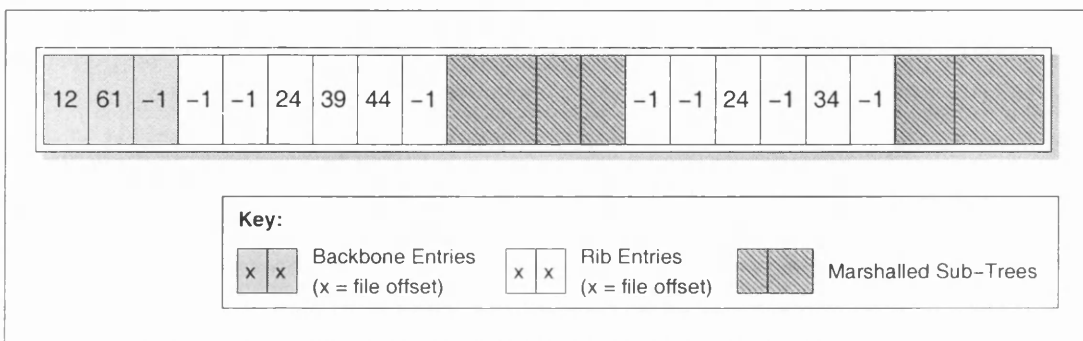 12 61 −1 −1 −1 24 39 44 −1 −1 −1 24 −1 34 −1
Key:
x x Backbone Entries (x = file offset)
x x Rib Entries (x = file offset)
Marshalled Sub−Trees